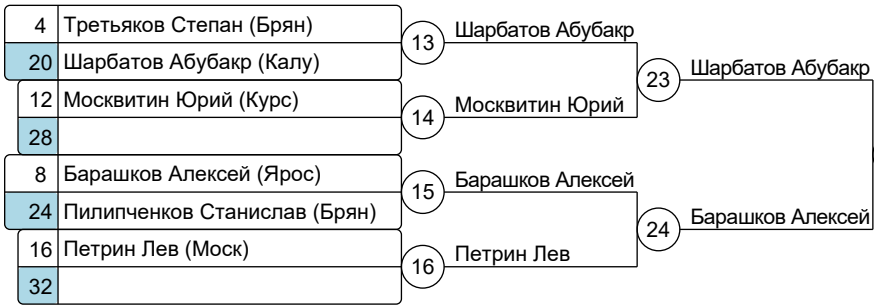 4 Третьяков Степан (Брян)
20 Шарбатов Абубакр (Калу)
13 Шарбатов Абубакр
12 Москвитин Юрий (Курс)
28
14 Москвитин Юрий
23 Шарбатов Абубакр
8 Барашков Алексей (Ярос)
24 Пилипченков Станислав (Брян)
15 Барашков Алексей
16 Петрин Лев (Моск)
32
16 Петрин Лев
24 Барашков Алексей